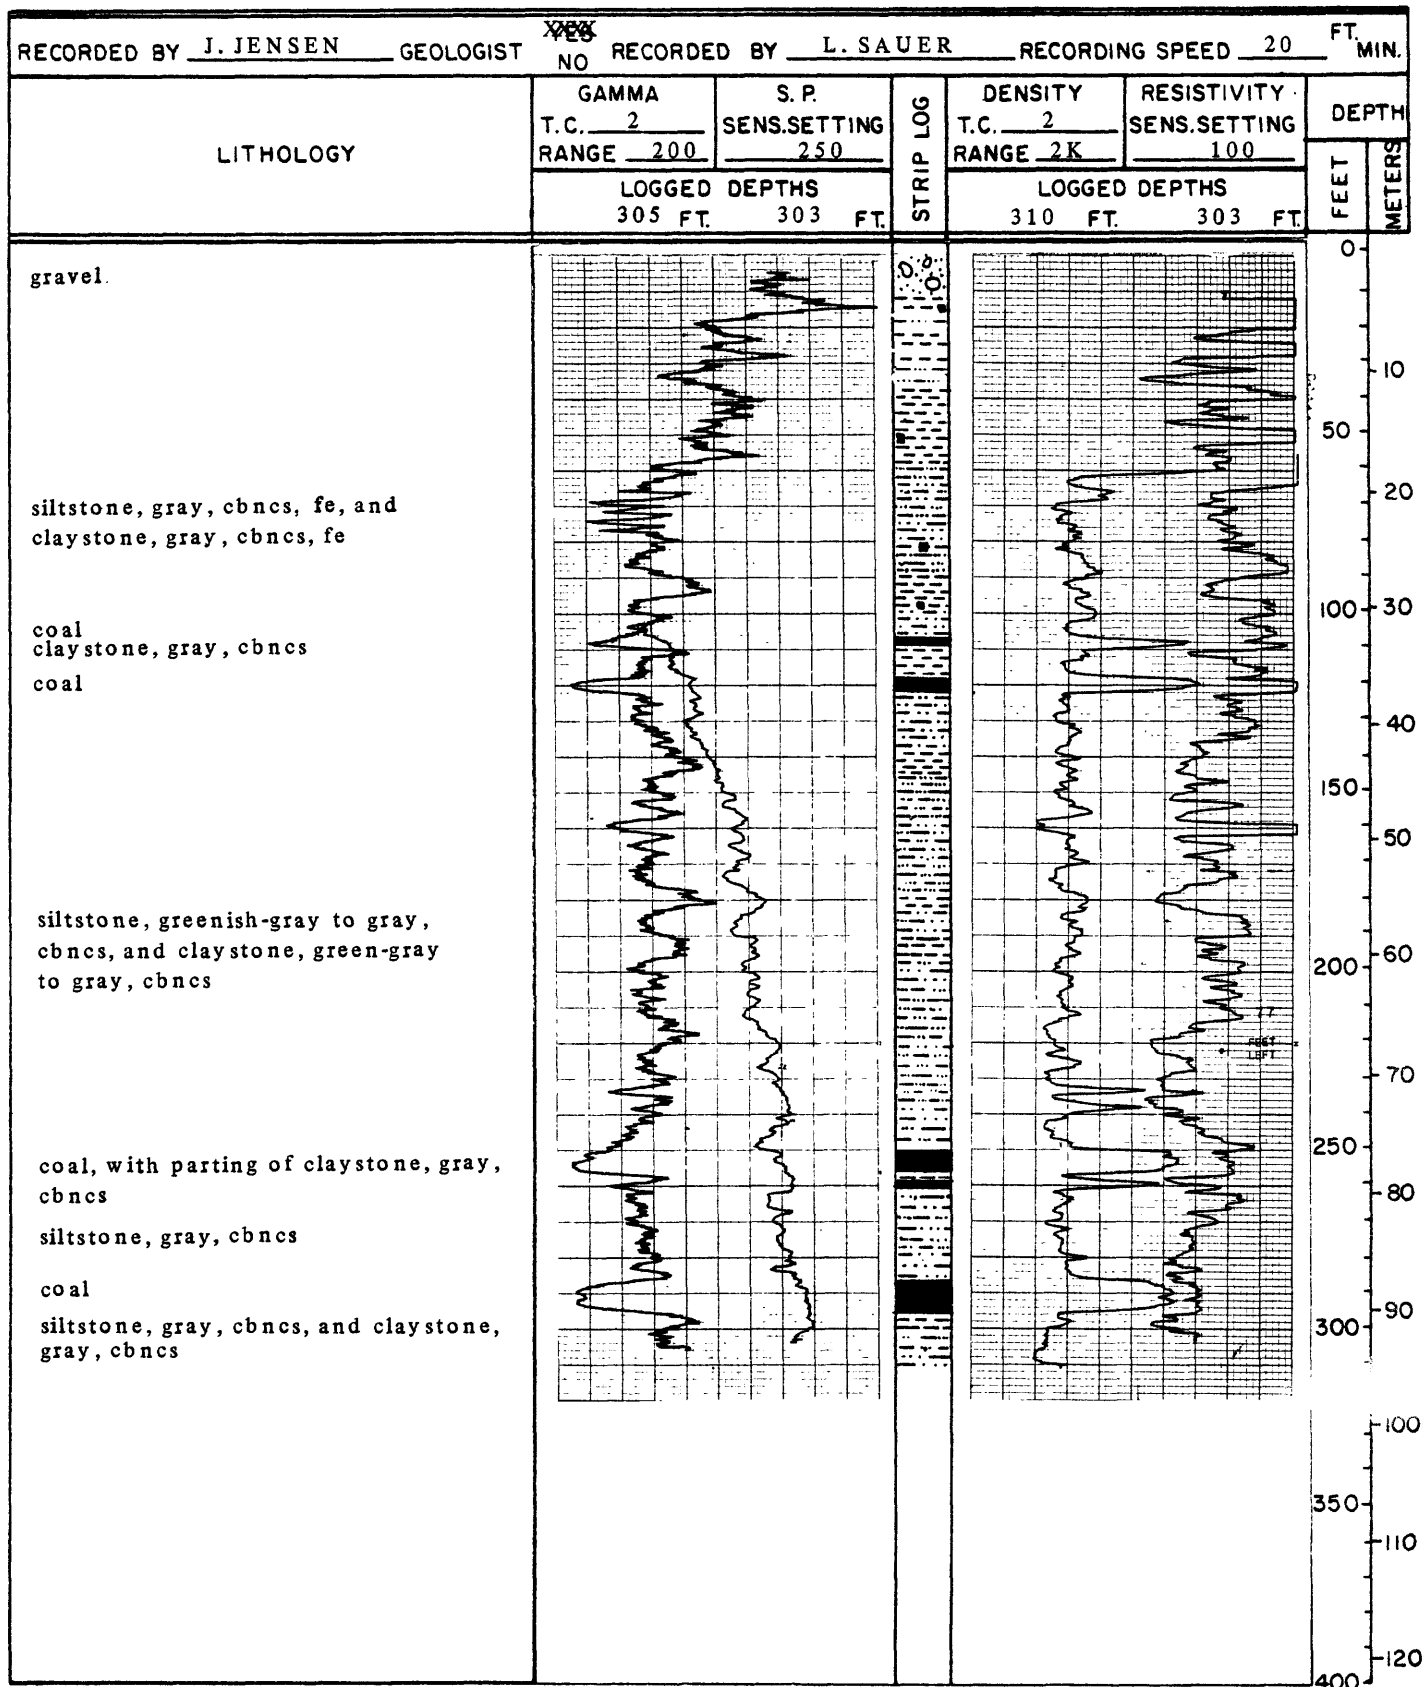 RECORDED BY J. JENSEN GEOLOGIST YES NO RECORDED BY L. SAUER RECORDING SPEED 20 FT. MIN.
LITHOLOGY
GAMMA
T.C. 2
RANGE 200
S. P.
SENS.SETTING
250
LOGGED DEPTHS
305 FT. 303 FT.
STRIP LOG
DENSITY
T.C. 2
RANGE 2K
RESISTIVITY
SENS.SETTING
100
LOGGED DEPTHS
310 FT. 303 FT.
DEPTH
FEET
METERS
gravel.
siltstone, gray, cbncs, fe, and
claystone, gray, cbncs, fe
coal
claystone, gray, cbncs
coal
siltstone, greenish-gray to gray,
cbncs, and claystone, green-gray
to gray, cbncs
coal, with parting of claystone, gray,
cbncs
siltstone, gray, cbncs
coal
siltstone, gray, cbncs, and claystone,
gray, cbncs
FEET
LEFT
0
10
50
20
100
30
40
150
50
200
60
70
250
80
90
300
100
350
110
120
400